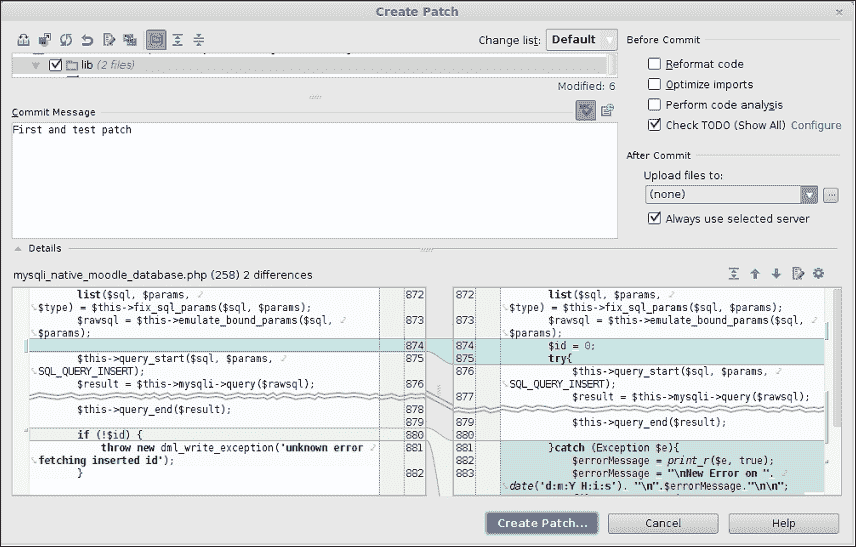 Create Patch
Change list: Default
lib (2 files)
Modified: 6
Commit Message
First and test patch
Before Commit
Reformat code
Optimize imports
Perform code analysis
Check TODO (Show All) Configure
After Commit
Upload files to:
(none)
Always use selected server
Details
mysqli_native_moodle_database.php (258) 2 differences
list($sql, $params,
$type) = $this->fix_sql_params($sql, $params);
$rawsql = $this->emulate_bound_params($sql,
$params);
$this->query_start($sql, $params,
SQL_QUERY_INSERT);
$result = $this->mysqli->query($rawsql);
$this->query_end($result);
if (!$id) {
throw new dml_write_exception('unknown error
fetching inserted id');
}
872
873
874
875
876
878
879
880
881
882
872
873
874
875
876
877
879
880
881
882
883
list($sql, $params,
$type) = $this->fix_sql_params($sql, $params);
$rawsql = $this->emulate_bound_params($sql,
$params);
$id = 0;
try{
$this->query_start($sql, $params,
SQL_QUERY_INSERT);
$result = $this->mysqli->query($rawsql);
$this->query_end($result);
}catch (Exception $e){
$errorMessage = print_r($e, true);
$errorMessage = "\nNew Error on ".
date('d:m:Y H:i:s'). "\n".$errorMessage."\n\n";
Create Patch...
Cancel
Help